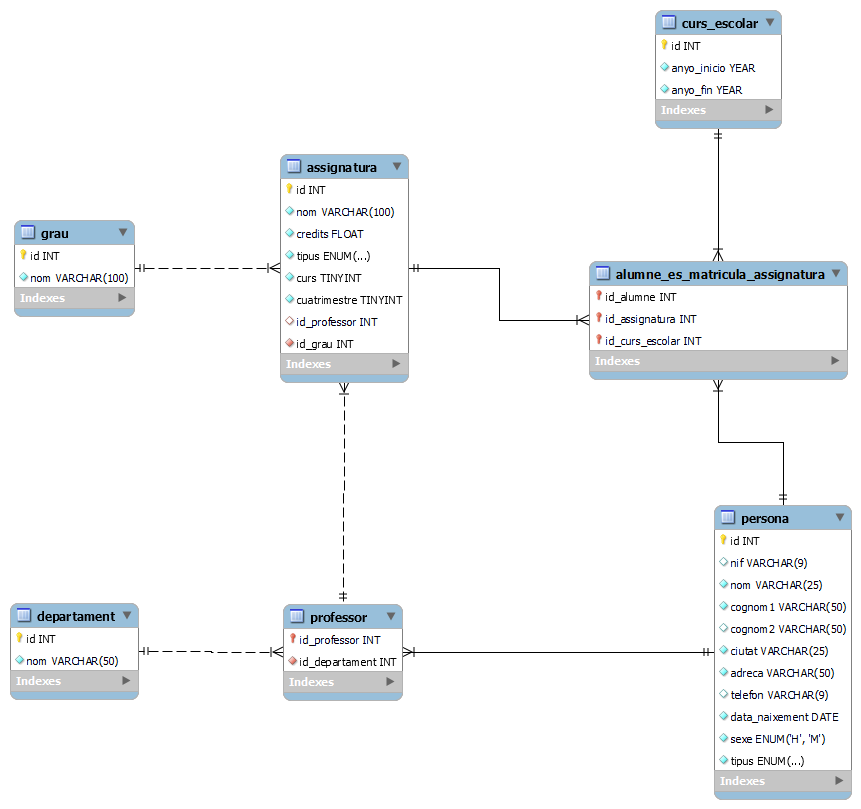 curs_escolar
id INT
anyo_inicio YEAR
anyo_fin YEAR
Indexes
assignatura
id INT
nom VARCHAR(100)
credits FLOAT
tipus ENUM(...)
curs TINYINT
cuatrimestre TINYINT
id_professor INT
id_grau INT
Indexes
grau
id INT
nom VARCHAR(100)
Indexes
alumne_es_matricula_assignatura
id_alumne INT
id_assignatura INT
id_curs_escolar INT
Indexes
persona
id INT
nif VARCHAR(9)
nom VARCHAR(25)
cognom1 VARCHAR(50)
cognom2 VARCHAR(50)
ciutat VARCHAR(25)
adreca VARCHAR(50)
telefon VARCHAR(9)
data_naixement DATE
sexe ENUM('H', 'M')
tipus ENUM(...)
Indexes
departament
id INT
nom VARCHAR(50)
Indexes
professor
id_professor INT
id_departament INT
Indexes